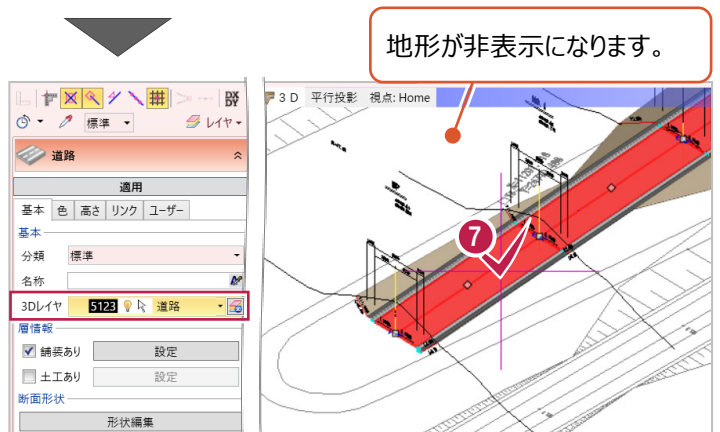 地形が非表示になります。
3 D 平行投影 視点: Home
標準 レイヤ
道路
適用
基本 色 高さ リンク ユーザー
基本
分類 標準
名称
3Dレイヤ 5123 道路
層情報
舗装あり 設定
土工あり 設定
断面形状
形状編集
7